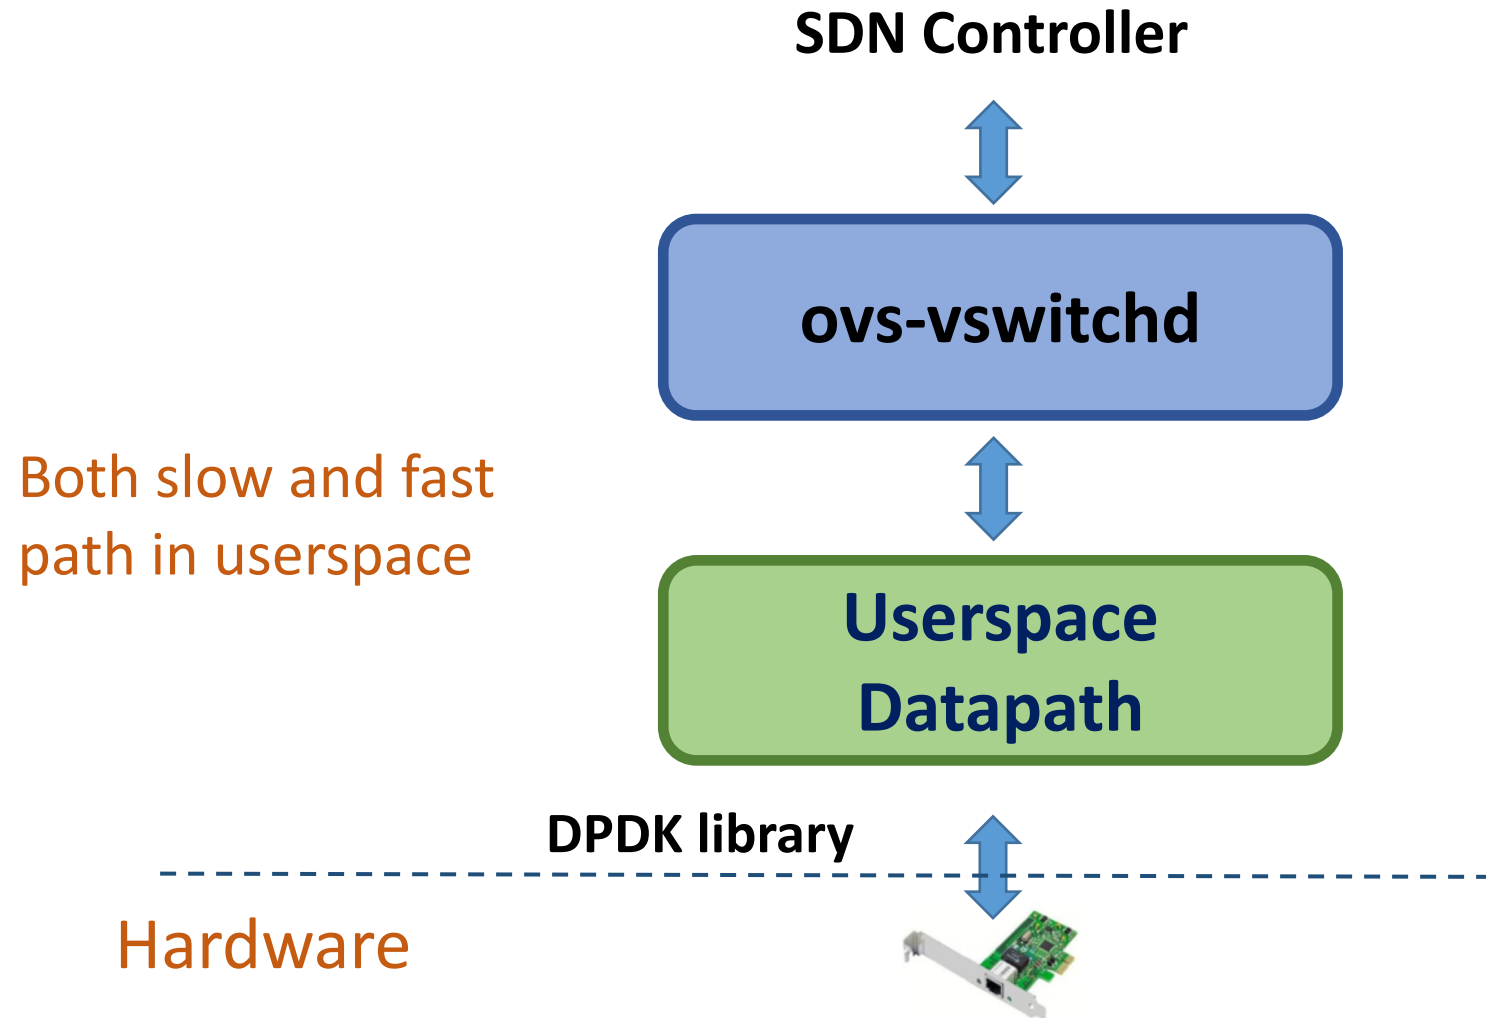 SDN Controller
ovs-vswitchd
Both slow and fast
path in userspace
Userspace
Datapath
DPDK library
Hardware